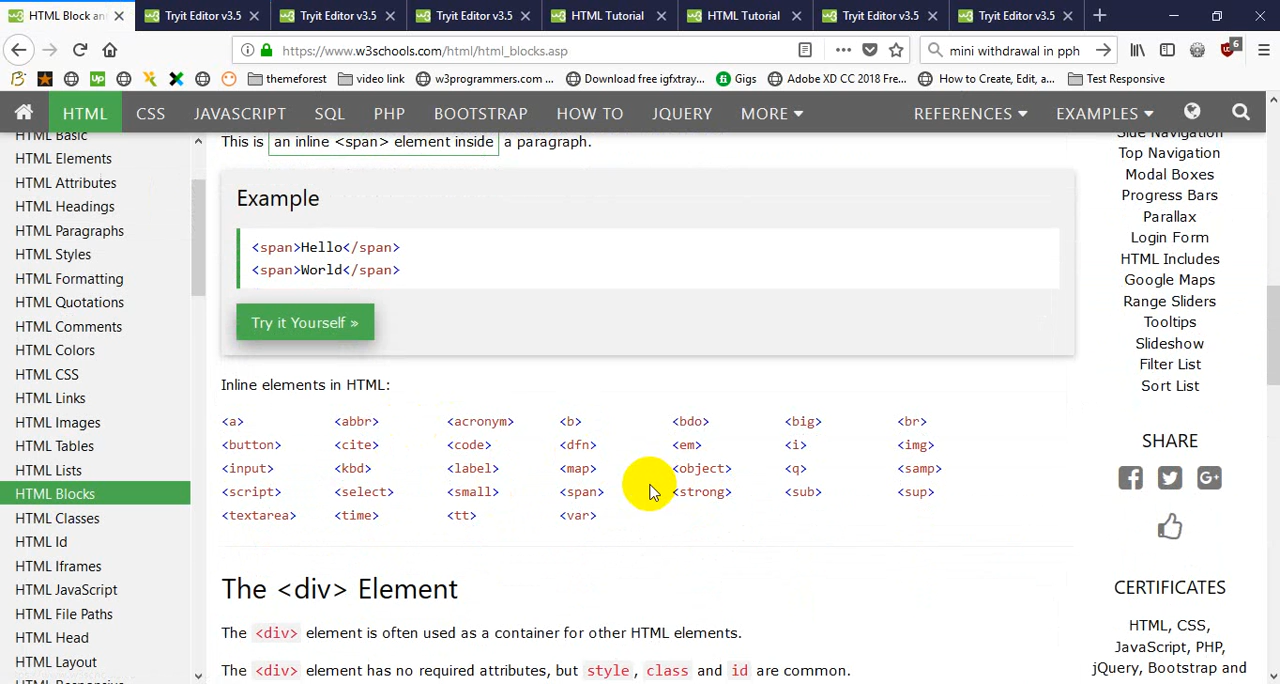 HTML Block an
Tryit Editor v3.5
Tryit Editor v3.5
Tryit Editor v3.5
HTML Tutorial
HTML Tutorial
Tryit Editor v3.5
Tryit Editor v3.5
https://www.w3schools.com/html/html_blocks.asp
mini withdrawal in pph
6
up
themeforest
video link
w3programmers.com ...
Download free igfxtray...
fi
Gigs
Adobe XD CC 2018 Fre...
How to Create, Edit, a...
Test Responsive
HTML
CSS
JAVASCRIPT
SQL
PHP
BOOTSTRAP
HOW TO
JQUERY
MORE
REFERENCES
EXAMPLES
HTML Basic
HTML Elements
HTML Attributes
HTML Headings
HTML Paragraphs
HTML Styles
HTML Formatting
HTML Quotations
HTML Comments
HTML Colors
HTML CSS
HTML Links
HTML Images
HTML Tables
HTML Lists
HTML Blocks
HTML Classes
HTML Id
HTML Iframes
HTML JavaScript
HTML File Paths
HTML Head
HTML Layout
HTML Responsive
This is an inline <span> element inside a paragraph.
Example
<span>Hello</span>
<span>World</span>
Try it Yourself »
Inline elements in HTML:
<a> <abbr> <acronym> <b> <bdo> <big> <br>
<button> <cite> <code> <dfn> <em> <i> <img>
<input> <kbd> <label> <map> <object> <q> <samp>
<script> <select> <small> <span> <strong> <sub> <sup>
<textarea> <time> <tt> <var>
The <div> Element
The <div> element is often used as a container for other HTML elements.
The <div> element has no required attributes, but style, class and id are common.
Side Navigation
Top Navigation
Modal Boxes
Progress Bars
Parallax
Login Form
HTML Includes
Google Maps
Range Sliders
Tooltips
Slideshow
Filter List
Sort List
SHARE
CERTIFICATES
HTML, CSS,
JavaScript, PHP,
jQuery, Bootstrap and